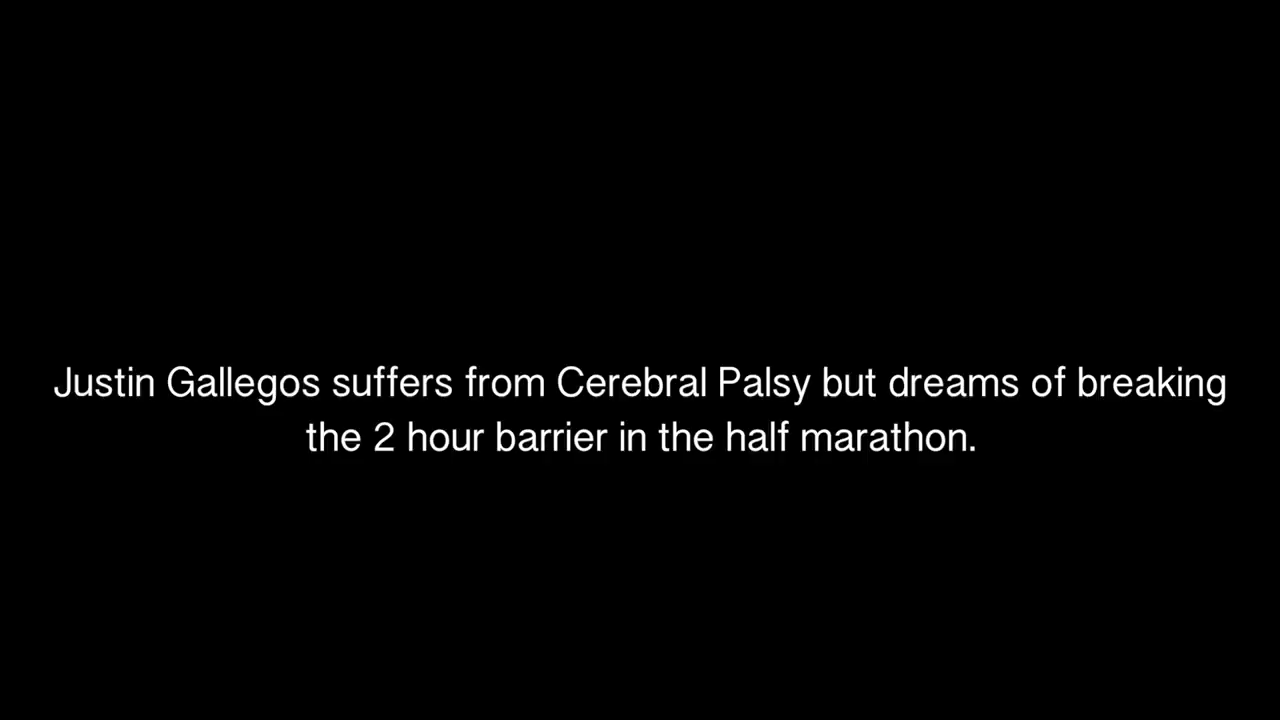 Justin Gallegos suffers from Cerebral Palsy but dreams of breaking
the 2 hour barrier in the half marathon.